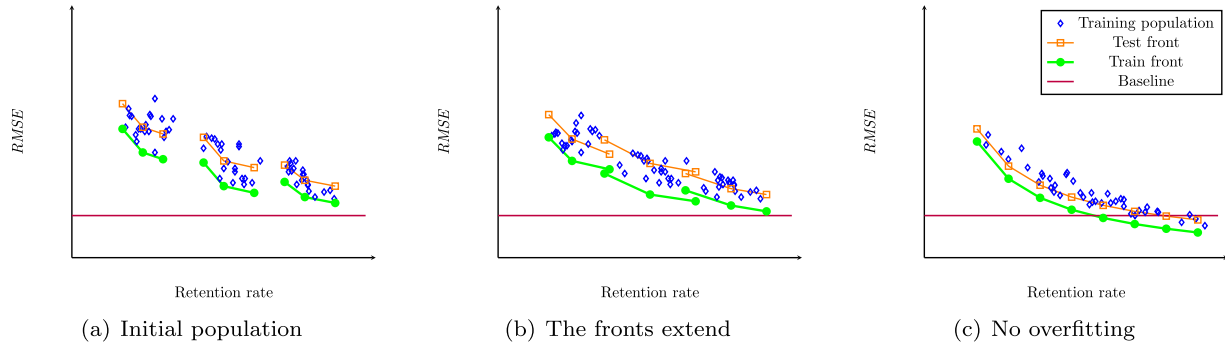 Training population
Test front
Train front
Baseline
RMSE
RMSE
RMSE
Retention rate
Retention rate
Retention rate
(a) Initial population
(b) The fronts extend
(c) No overfitting